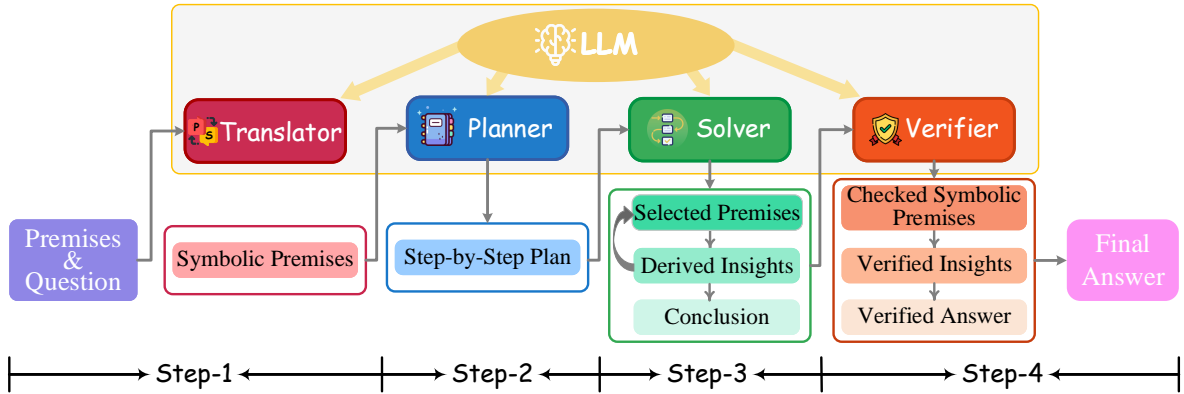 LLM
Translator
P
S
Planner
Solver
Verifier
Premises
&
Question
Symbolic Premises
Step-by-Step Plan
Selected Premises
Derived Insights
Conclusion
Checked Symbolic
Premises
Verified Insights
Verified Answer
Final
Answer
Step-1
Step-2
Step-3
Step-4